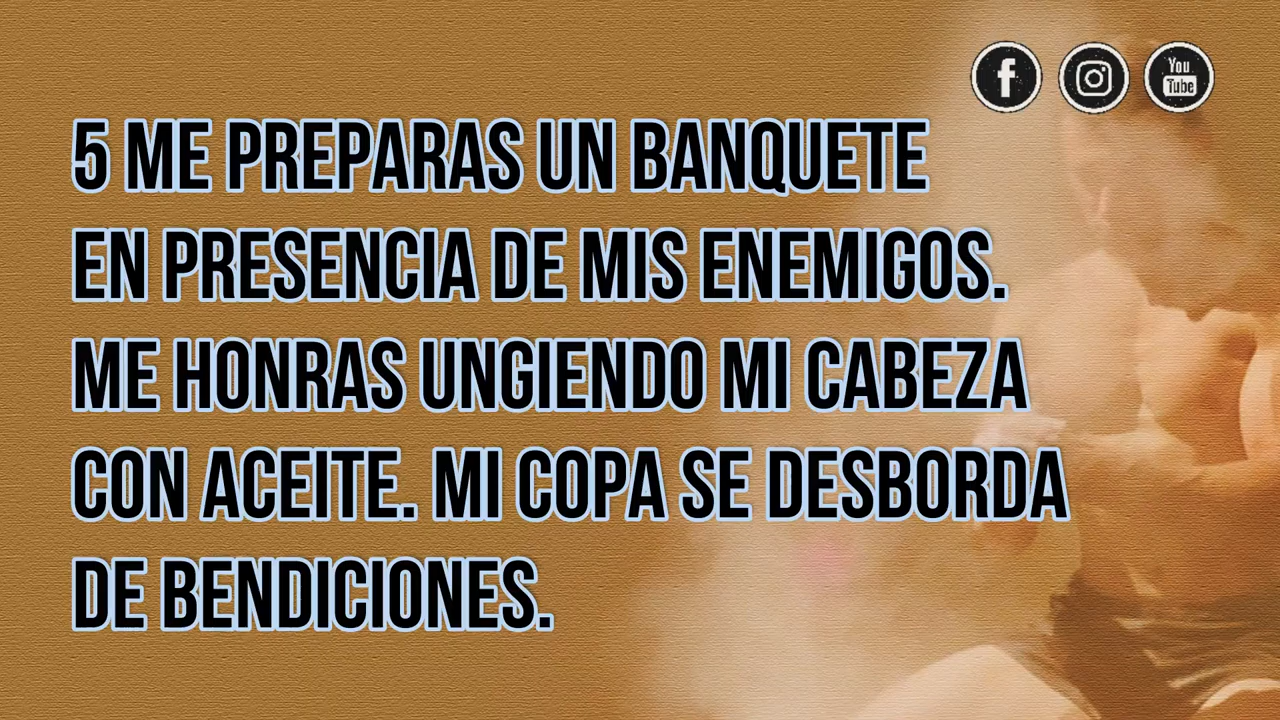 You
Tube
5 ME PREPARAS UN BANQUETE
EN PRESENCIA DE MIS ENEMIGOS.
ME HONRAS UNGIENDO MI CABEZA
CON ACEITE. MI COPA SE DESBORDA
DE BENDICIONES.